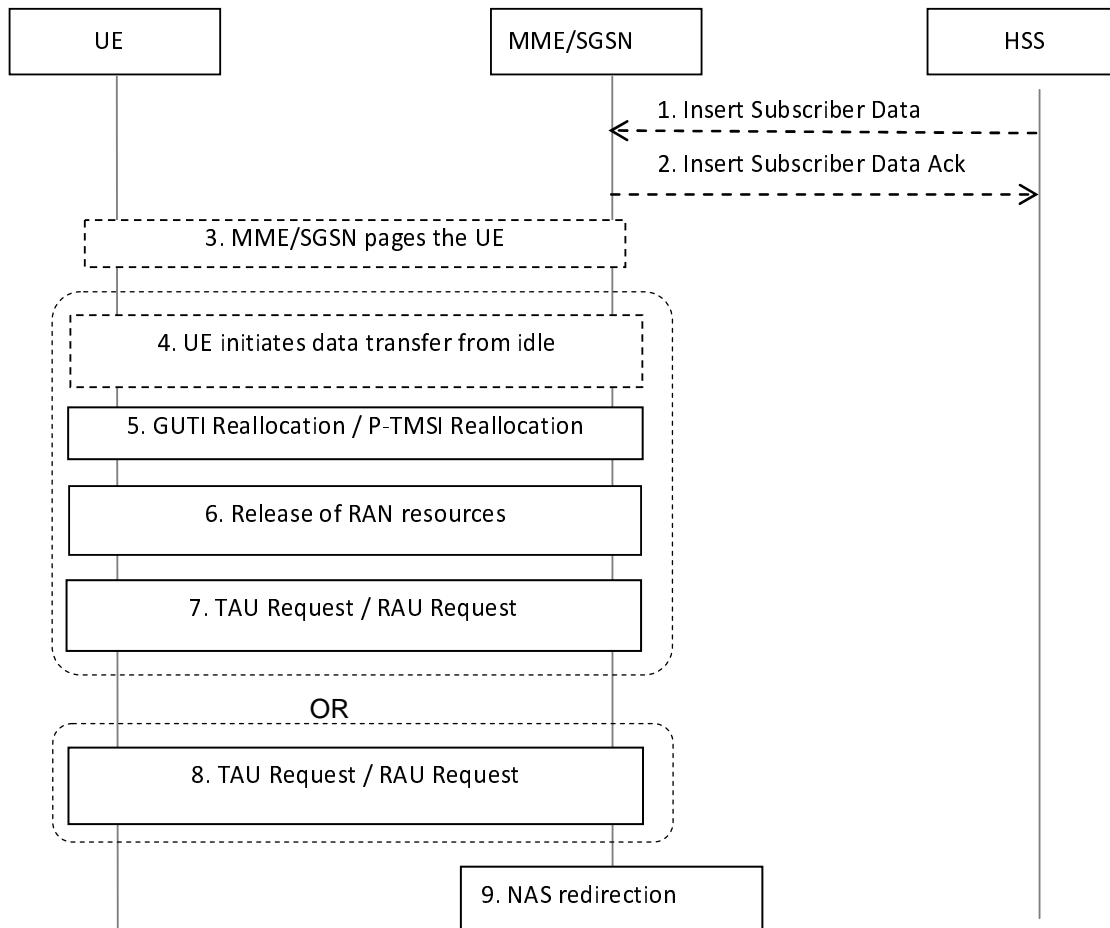 UE
MME/SGSN
HSS
1. Insert Subscriber Data
2. Insert Subscriber Data Ack
3. MME/SGSN pages the UE
4. UE initiates data transfer from idle
5. GUTI Reallocation / P-TMSI Reallocation
6. Release of RAN resources
7. TAU Request / RAU Request
OR
8. TAU Request / RAU Request
9. NAS redirection